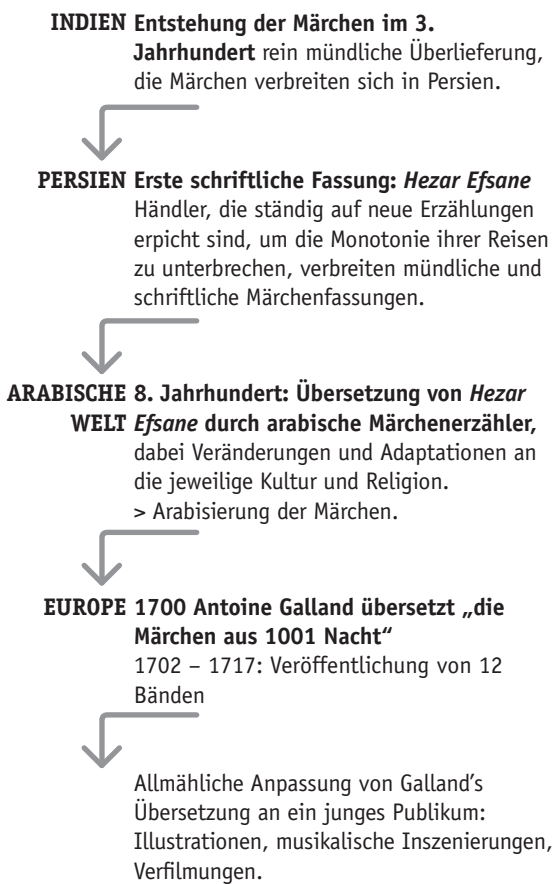 INDIEN Entstehung der Märchen im 3.
Jahrhundert rein mündliche Überlieferung,
die Märchen verbreiten sich in Persien.
PERSIEN Erste schriftliche Fassung: Hezar Efsane
Händler, die ständig auf neue Erzählungen
erpicht sind, um die Monotonie ihrer Reisen
zu unterbrechen, verbreiten mündliche und
schriftliche Märchenfassungen.
ARABISCHE 8. Jahrhundert: Übersetzung von Hezar
WELT Efsane durch arabische Märchenerzähler,
dabei Veränderungen und Adaptationen an
die jeweilige Kultur und Religion.
> Arabisierung der Märchen.
EUROPE 1700 Antoine Galland übersetzt „die
Märchen aus 1001 Nacht“
1702 – 1717: Veröffentlichung von 12
Bänden
Allmähliche Anpassung von Galland’s
Übersetzung an ein junges Publikum:
Illustrationen, musikalische Inszenierungen,
Verfilmungen.